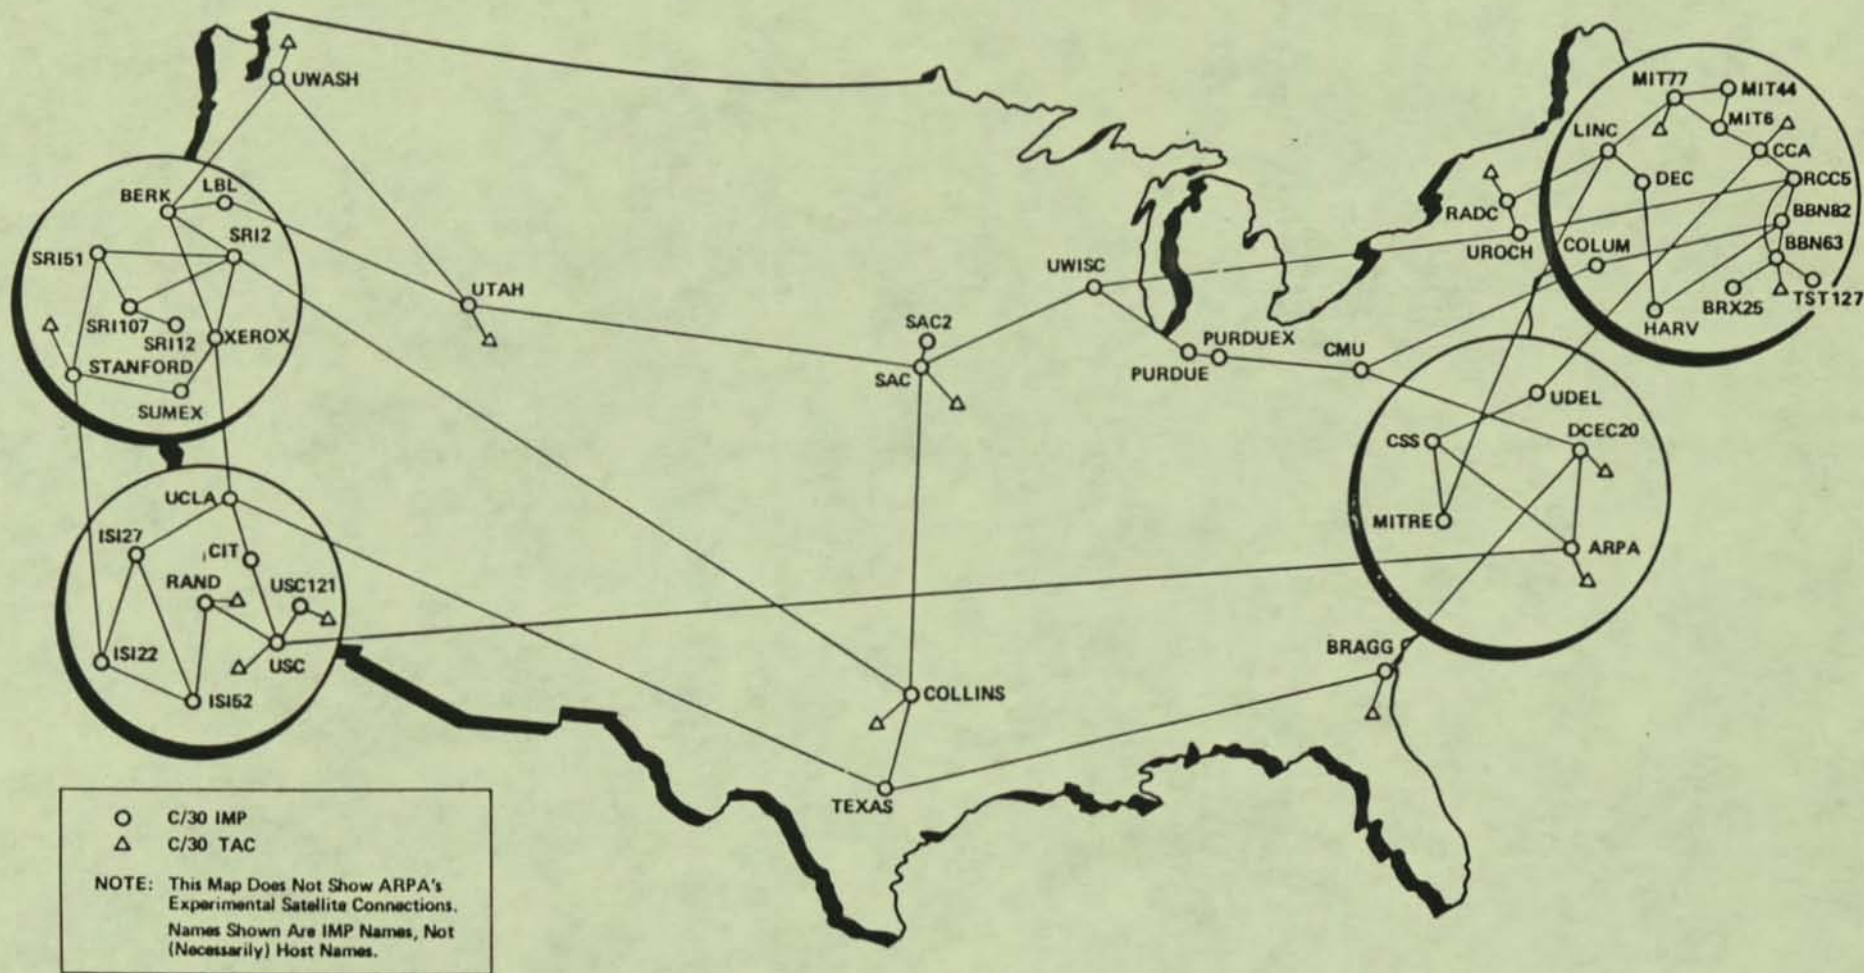 UWASH
BERK
LBL
SRI2
SRI51
SRI107
SRI12
XEROX
STANFORD
SUMEX
UTAH
UCLA
ISI27
CIT
RAND
USC121
ISI22
USC
ISI52
SAC2
SAC
UWISC
PURDUEX
PURDUE
CMU
COLLINS
TEXAS
MIT77
MIT44
MIT6
LINC
CCA
DEC
RCC5
RADC
BBN82
UROCH
COLUM
BBN63
BRX25
TST127
HARV
UDEL
CSS
DCEC20
MITRE
ARPA
BRAGG
C/30 IMP
C/30 TAC
NOTE: This Map Does Not Show ARPA's
Experimental Satellite Connections.
Names Shown Are IMP Names, Not
(Necessarily) Host Names.